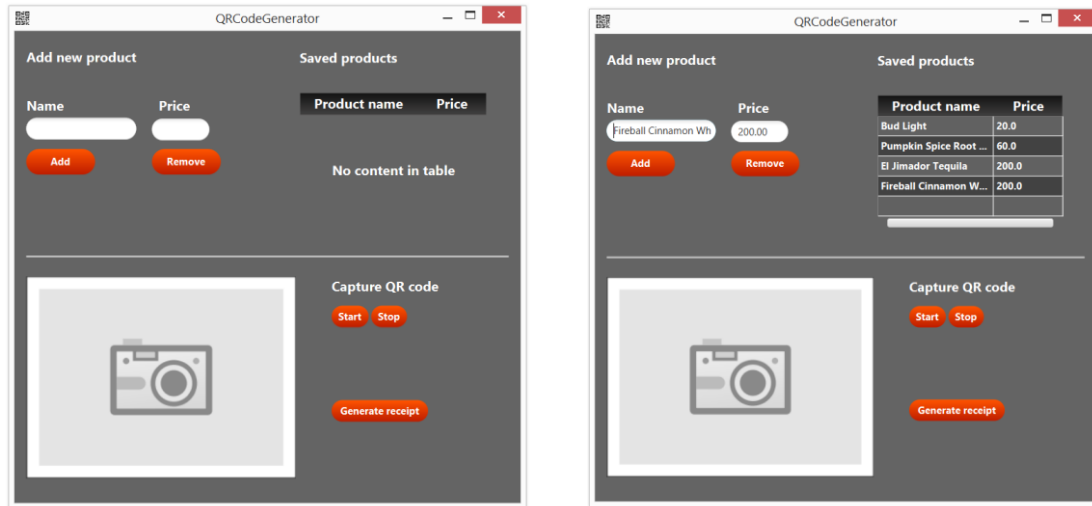 QRCodeGenerator
Add new product
Saved products
Name
Price
Product name
Price
Add
Remove
No content in table
Capture QR code
Start
Stop
Generate receipt
QRCodeGenerator
Add new product
Saved products
Name
Price
Fireball Cinnamon Wh
200.00
Add
Remove
Product name
Price
Bud Light
20.0
Pumpkin Spice Root ...
60.0
El Jimador Tequila
200.0
Fireball Cinnamon W...
200.0
Capture QR code
Start
Stop
Generate receipt